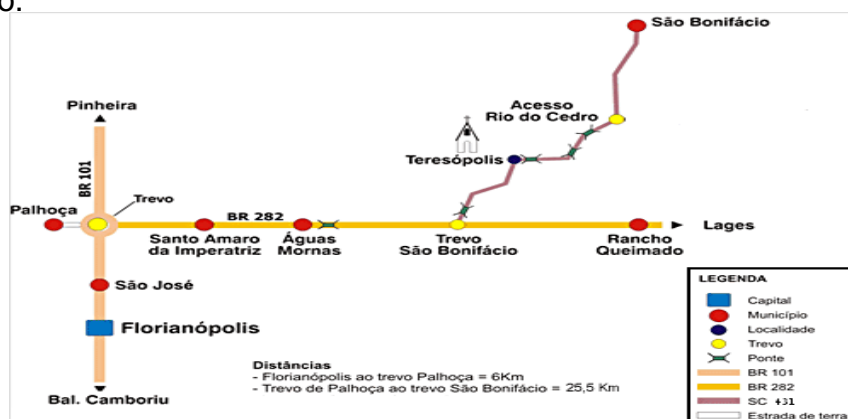 São Bonifácio
Acesso
Rio do Cedro
Pinheira
Teresópolis
BR 101
Trevo
Palhoça
BR 282
Lages
Santo Amaro
da Imperatriz
Águas
Mornas
Trevo
São Bonifácio
Rancho
Queimado
São José
Florianópolis
Bal. Camboriu
Distâncias
- Florianópolis ao trevo Palhoça = 6Km
- Trevo de Palhoça ao trevo São Bonifácio = 25,5 Km
LEGENDA
Capital
Município
Localidade
Trevo
Ponte
BR 101
BR 282
SC 431
Estrada de terra